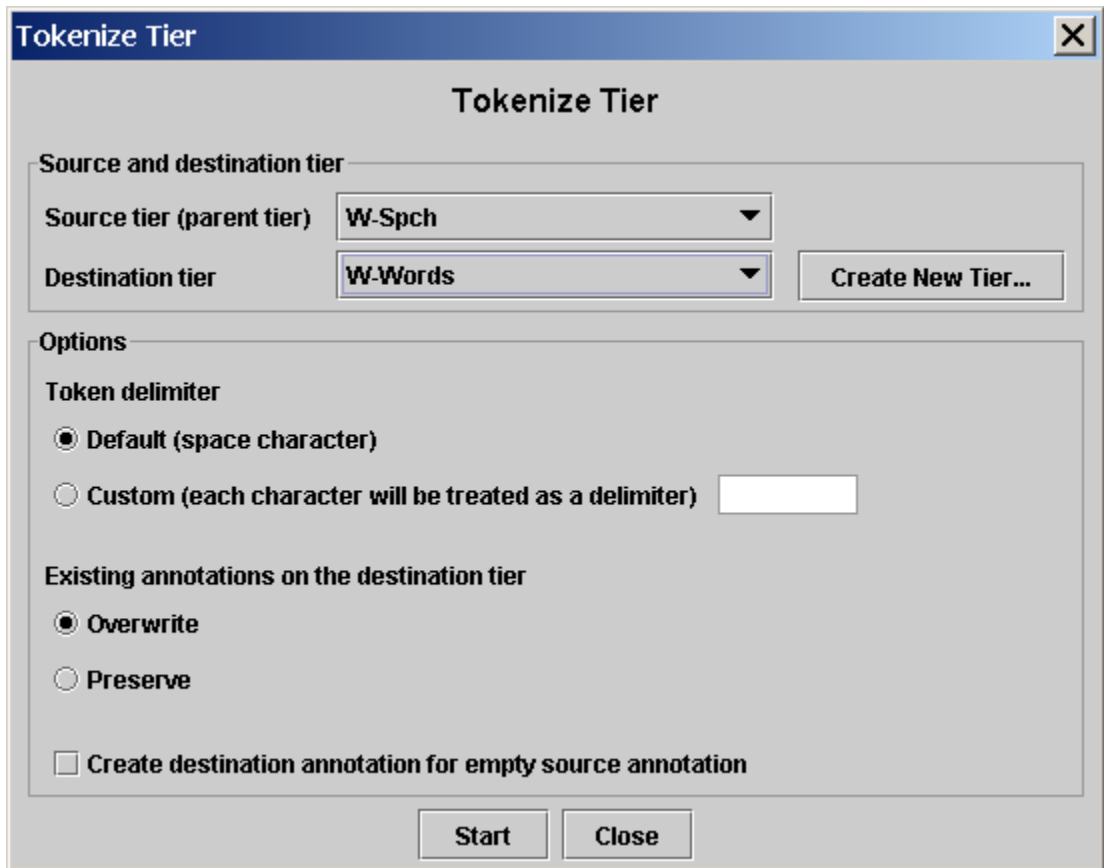 Tokenize Tier
Tokenize Tier
Source and destination tier
Source tier (parent tier) W-Spch
Destination tier W-Words Create New Tier...
Options
Token delimiter
Default (space character)
Custom (each character will be treated as a delimiter)
Existing annotations on the destination tier
Overwrite
Preserve
Create destination annotation for empty source annotation
Start Close